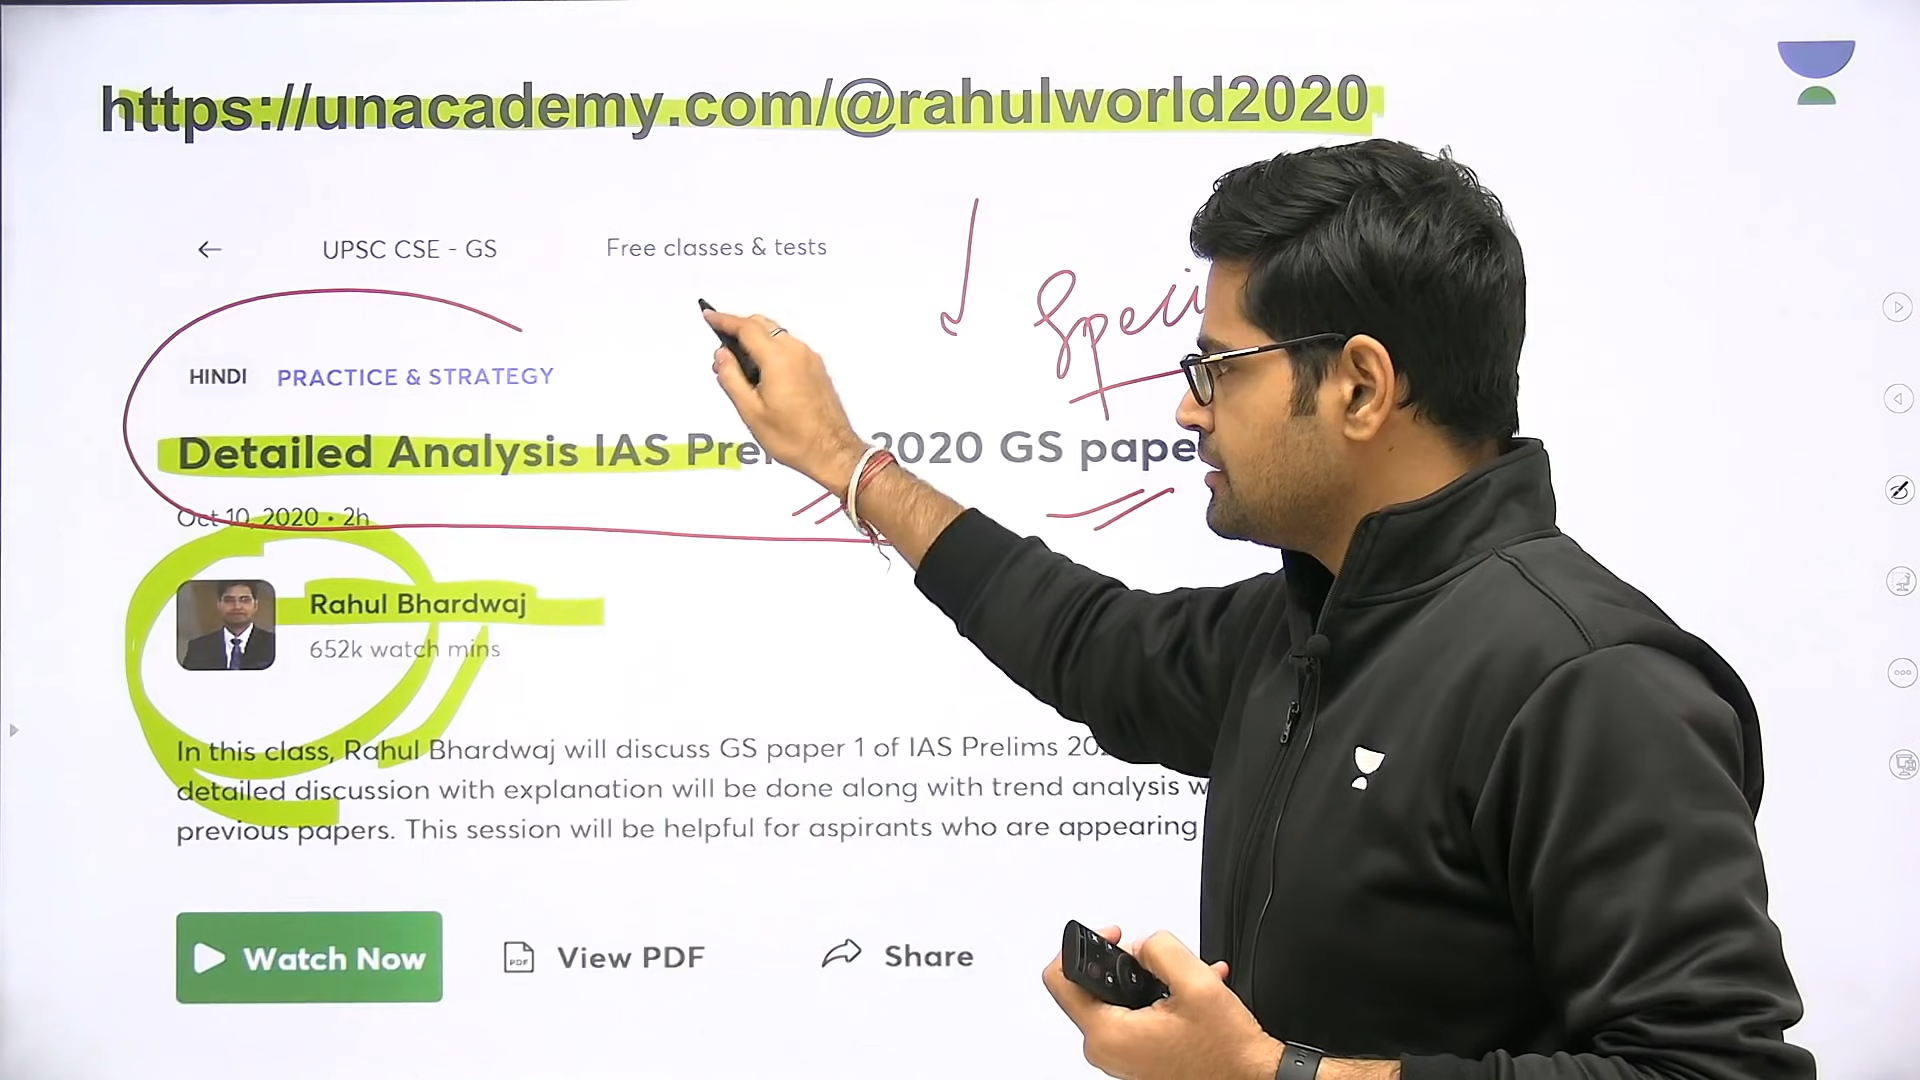 https://unacademy.com/@rahulworld2020
UPSC CSE - GS Free classes & tests
Speci
HINDI PRACTICE & STRATEGY
Detailed Analysis IAS Pre 2020 GS pape
Oct 10, 2020 • 2h
Rahul Bhardwaj
652k watch mins
In this class, Rahul Bhardwaj will discuss GS paper 1 of IAS Prelims 202
detailed discussion with explanation will be done along with trend analysis w
previous papers. This session will be helpful for aspirants who are appearing
Watch Now PDF View PDF Share